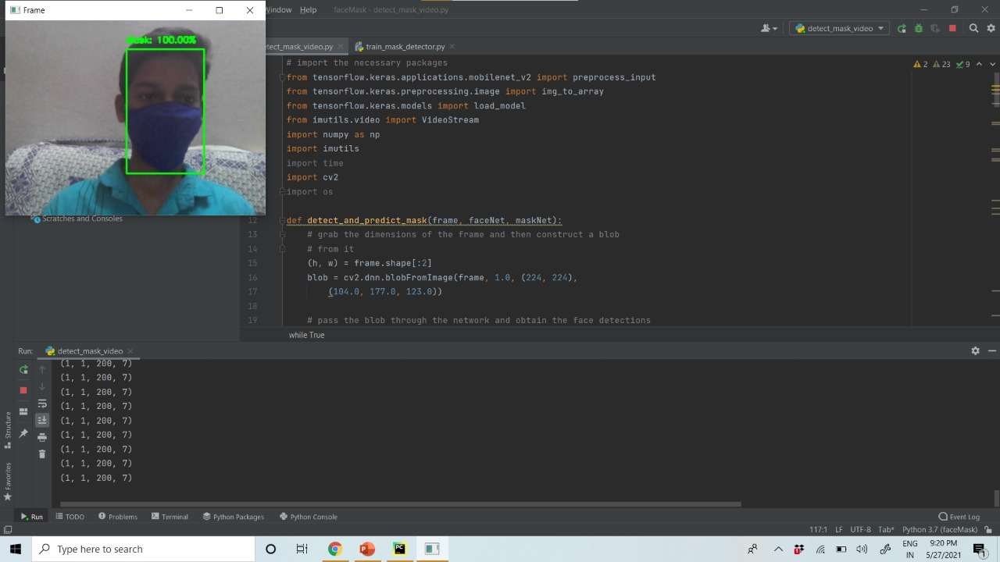 Frame
Window Help faceMask - detect_mask_video.py
Mask: 100.00%
detect_mask_video
etect_mask_video.py train_mask_detector.py
2 23 9
# import the necessary packages
from tensorflow.keras.applications.mobilenet_v2 import preprocess_input
from tensorflow.keras.preprocessing.image import img_to_array
from tensorflow.keras.models import load_model
from imutils.video import VideoStream
import numpy as np
import imutils
import time
import cv2
import os
Scratches and Consoles
12 def detect_and_predict_mask(frame, faceNet, maskNet):
13 # grab the dimensions of the frame and then construct a blob
14 # from it
15 (h, w) = frame.shape[:2]
16 blob = cv2.dnn.blobFromImage(frame, 1.0, (224, 224),
17 (104.0, 177.0, 123.0))
18
19 # pass the blob through the network and obtain the face detections
while True
Run: detect_mask_video
(1, 1, 200, 7)
(1, 1, 200, 7)
(1, 1, 200, 7)
(1, 1, 200, 7)
(1, 1, 200, 7)
(1, 1, 200, 7)
(1, 1, 200, 7)
(1, 1, 200, 7)
(1, 1, 200, 7)
Structure
Favorites
Run TODO Problems Terminal Python Packages Python Console Event Log
117:1 LF UTF-8 Tab* Python 3.7 (faceMask)
Type here to search
ENG
IN
9:20 PM
5/27/2021
1